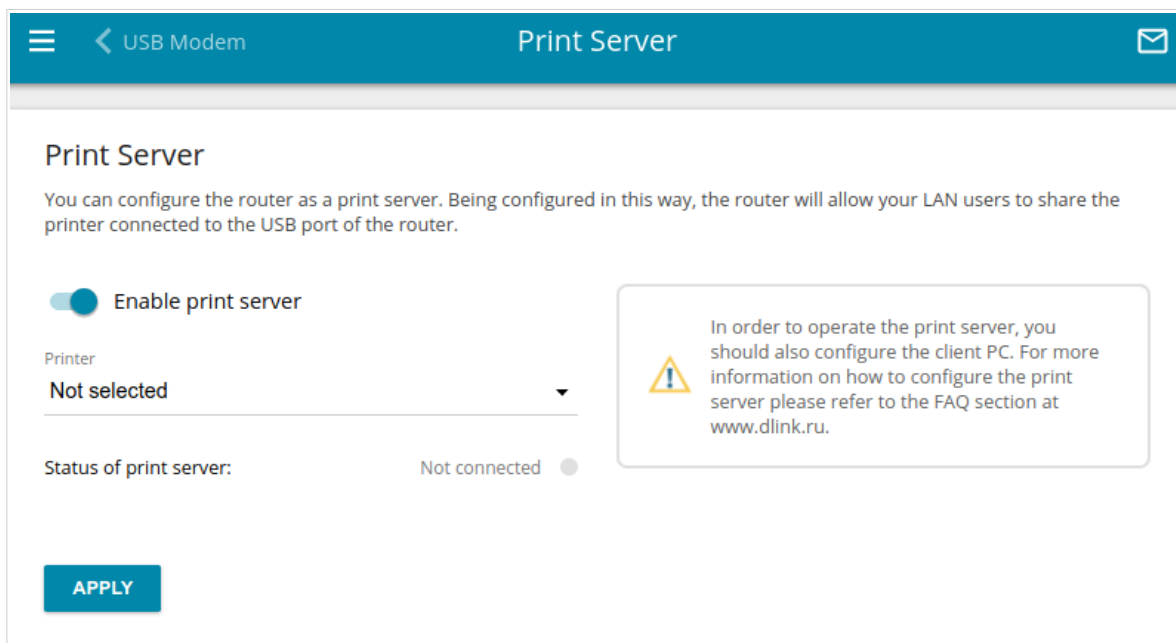 USB Modem
Print Server
Print Server
You can configure the router as a print server. Being configured in this way, the router will allow your LAN users to share the
printer connected to the USB port of the router.
Enable print server
Printer
Not selected
Status of print server:
Not connected
In order to operate the print server, you
should also configure the client PC. For more
information on how to configure the print
server please refer to the FAQ section at
www.dlink.ru.
APPLY